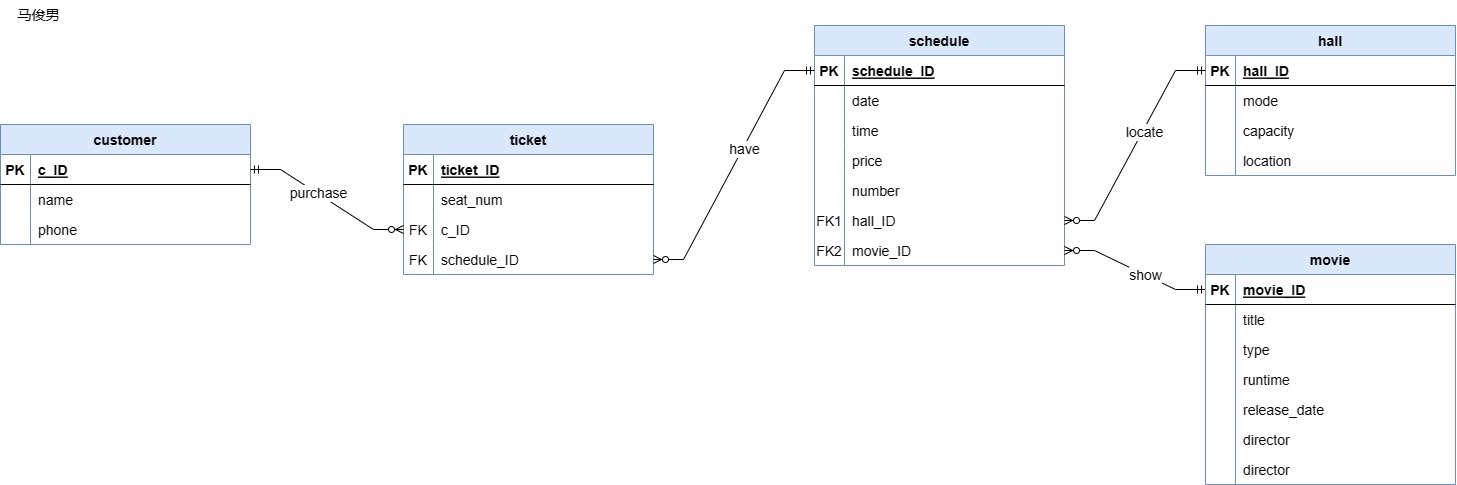 马俊男
customer
PK c_ID
name
phone
purchase
ticket
PK ticket_ID
seat_num
FK c_ID
FK schedule_ID
have
schedule
PK schedule_ID
date
time
price
number
FK1 hall_ID
FK2 movie_ID
locate
show
hall
PK hall_ID
mode
capacity
location
movie
PK movie_ID
title
type
runtime
release_date
director
director